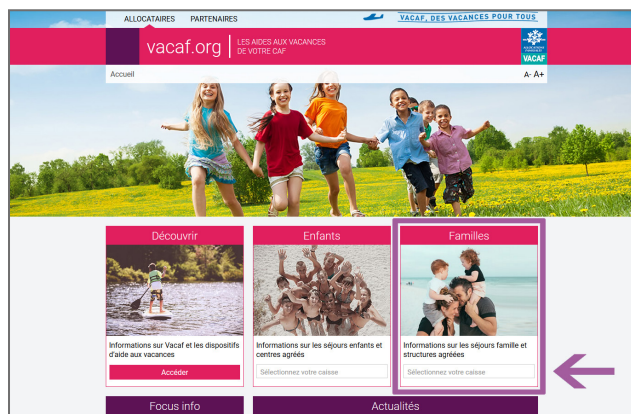 ALLOCATAIRES PARTENAIRES
VACAF, DES VACANCES POUR TOUS
vacaf.org
LES AIDES AUX VACANCES
DE VOTRE CAF
ALLOCATIONS
FAMILIALES
VACAF
Accueil
A- A+
Découvrir
Informations sur Vacaf et les dispositifs
d'aide aux vacances
Accéder
Enfants
Informations sur les séjours enfants et
centres agréés
Sélectionnez votre caisse
Familles
Informations sur les séjours famille et
structures agréées
Sélectionnez votre caisse
Focus info
Actualités